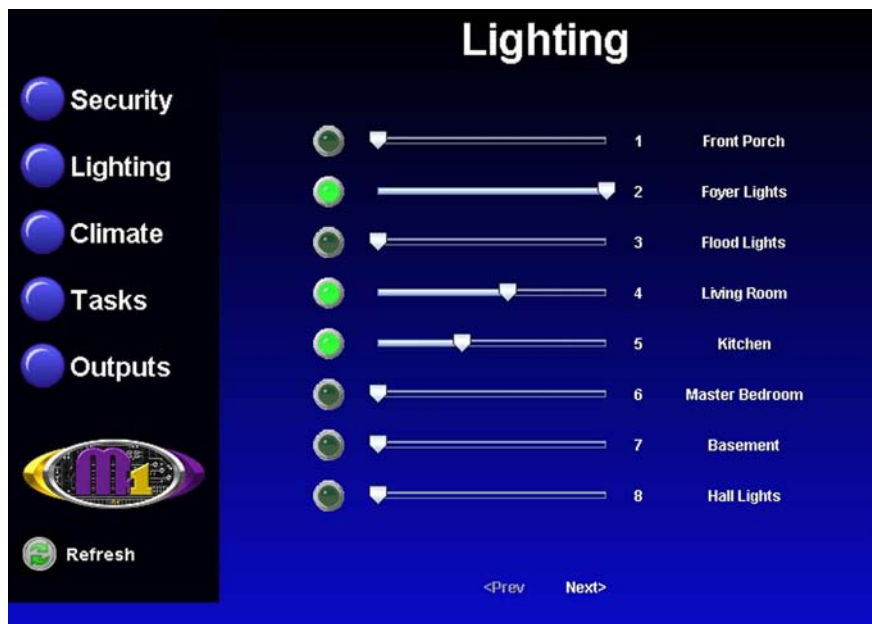 Lighting
Security
Lighting
Climate
Tasks
Outputs
M1
Refresh
1 Front Porch
2 Foyer Lights
3 Flood Lights
4 Living Room
5 Kitchen
6 Master Bedroom
7 Basement
8 Hall Lights
<Prev Next>